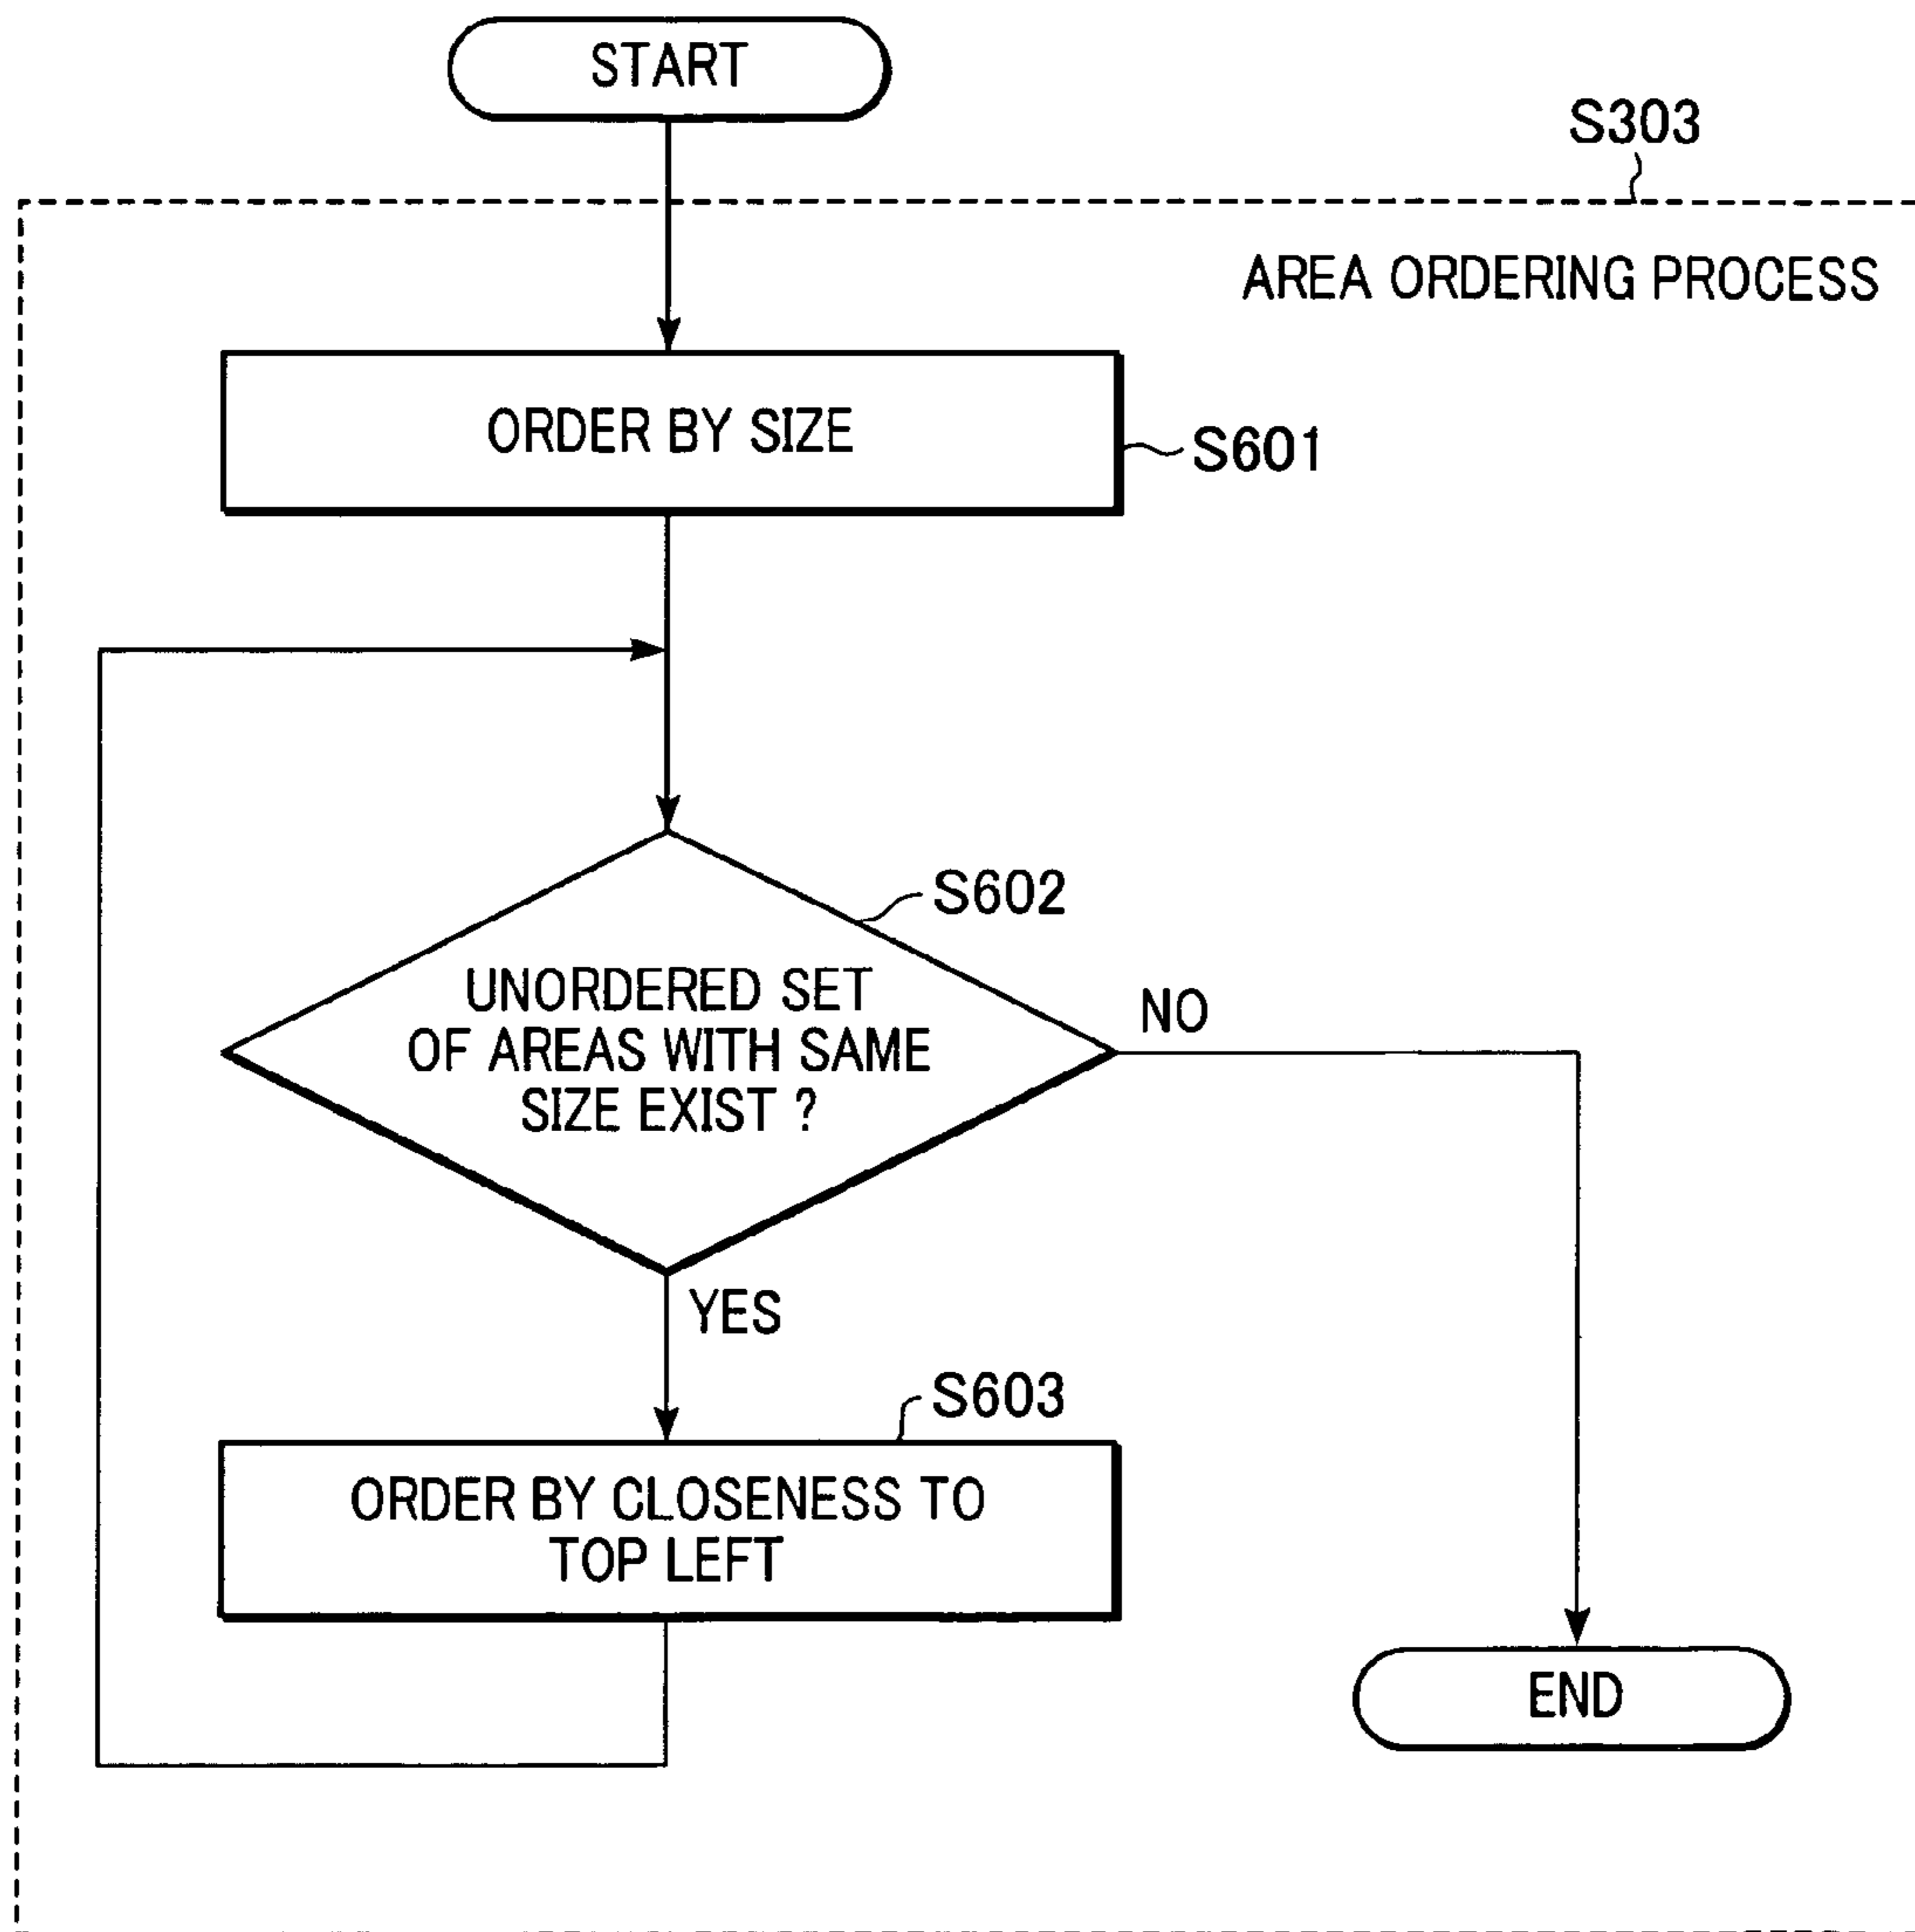 START
S303
AREA ORDERING PROCESS
ORDER BY SIZE
S601
S602
UNORDERED SET
OF AREAS WITH SAME
SIZE EXIST ?
NO
YES
S603
ORDER BY CLOSENESS TO
TOP LEFT
END